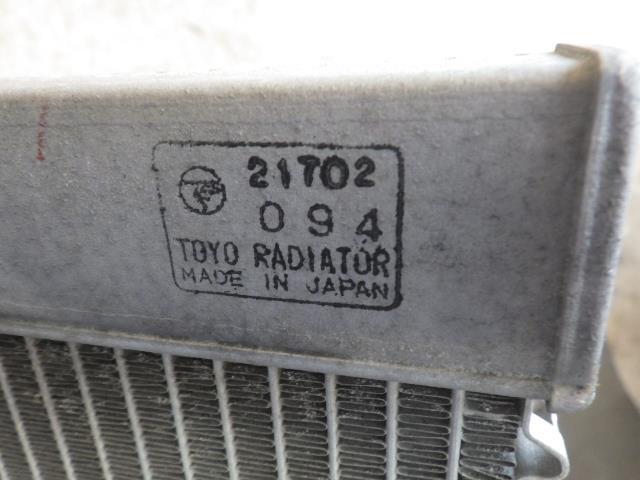 21702
094
TOYO RADIATOR
MADE IN JAPAN